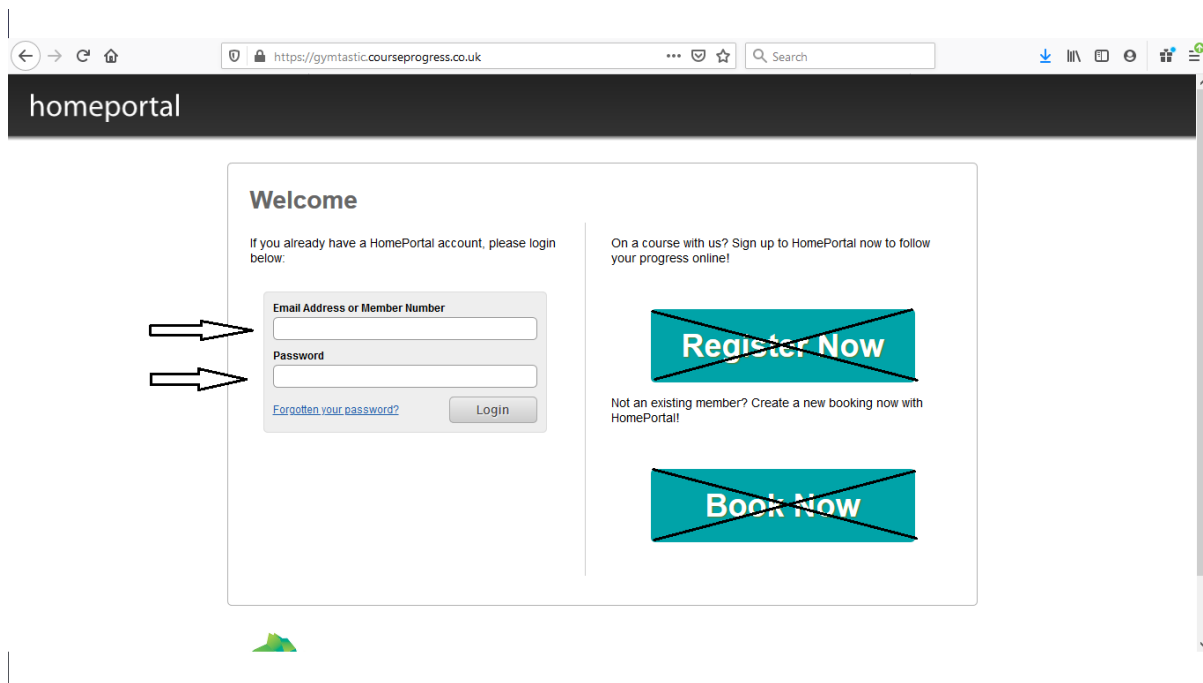 https://gymtastic.courseprogress.co.uk
Search
homeportal
Welcome
If you already have a HomePortal account, please login
below:
Email Address or Member Number
Password
Forgotten your password?
Login
On a course with us? Sign up to HomePortal now to follow
your progress online!
Register Now
Not an existing member? Create a new booking now with
HomePortal!
Book Now